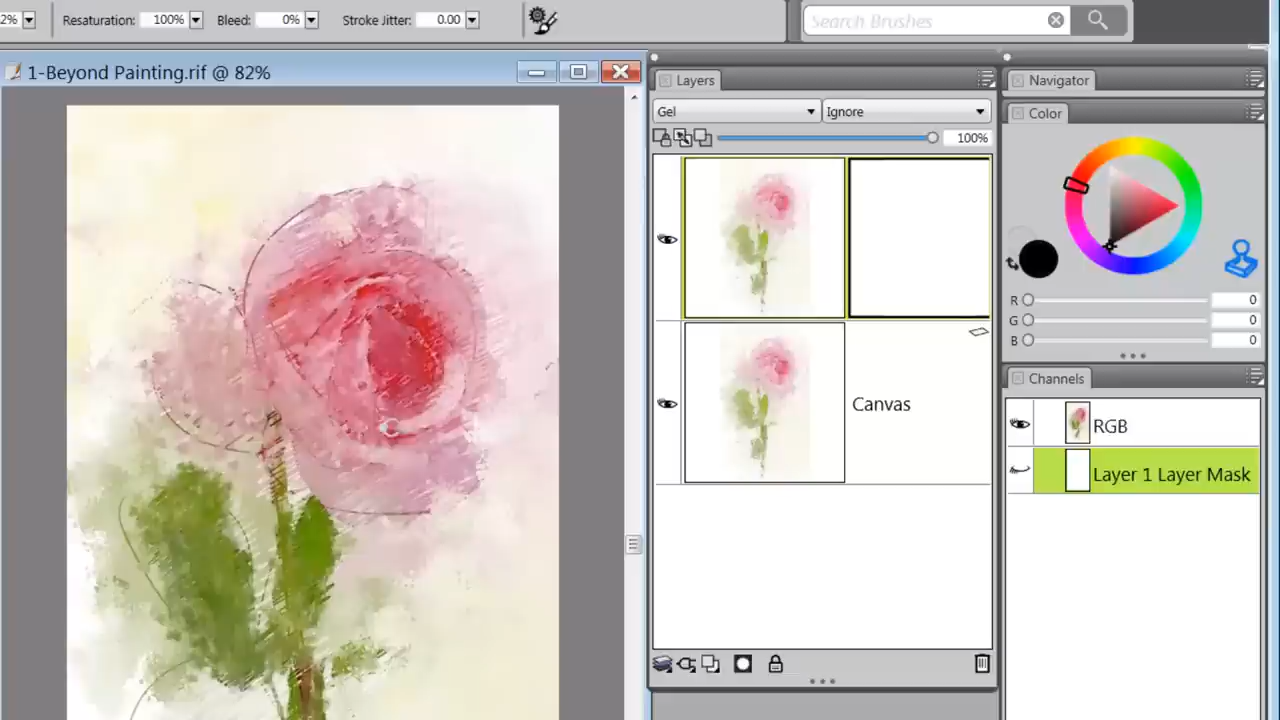 2% Resaturation: 100% Bleed: 0% Stroke Jitter: 0.00 Search Brushes
1-Beyond Painting.rif @ 82%
Layers
Gel Ignore
100%
Canvas
Navigator
Color
R 0
G 0
B 0
Channels
RGB
Layer 1 Layer Mask